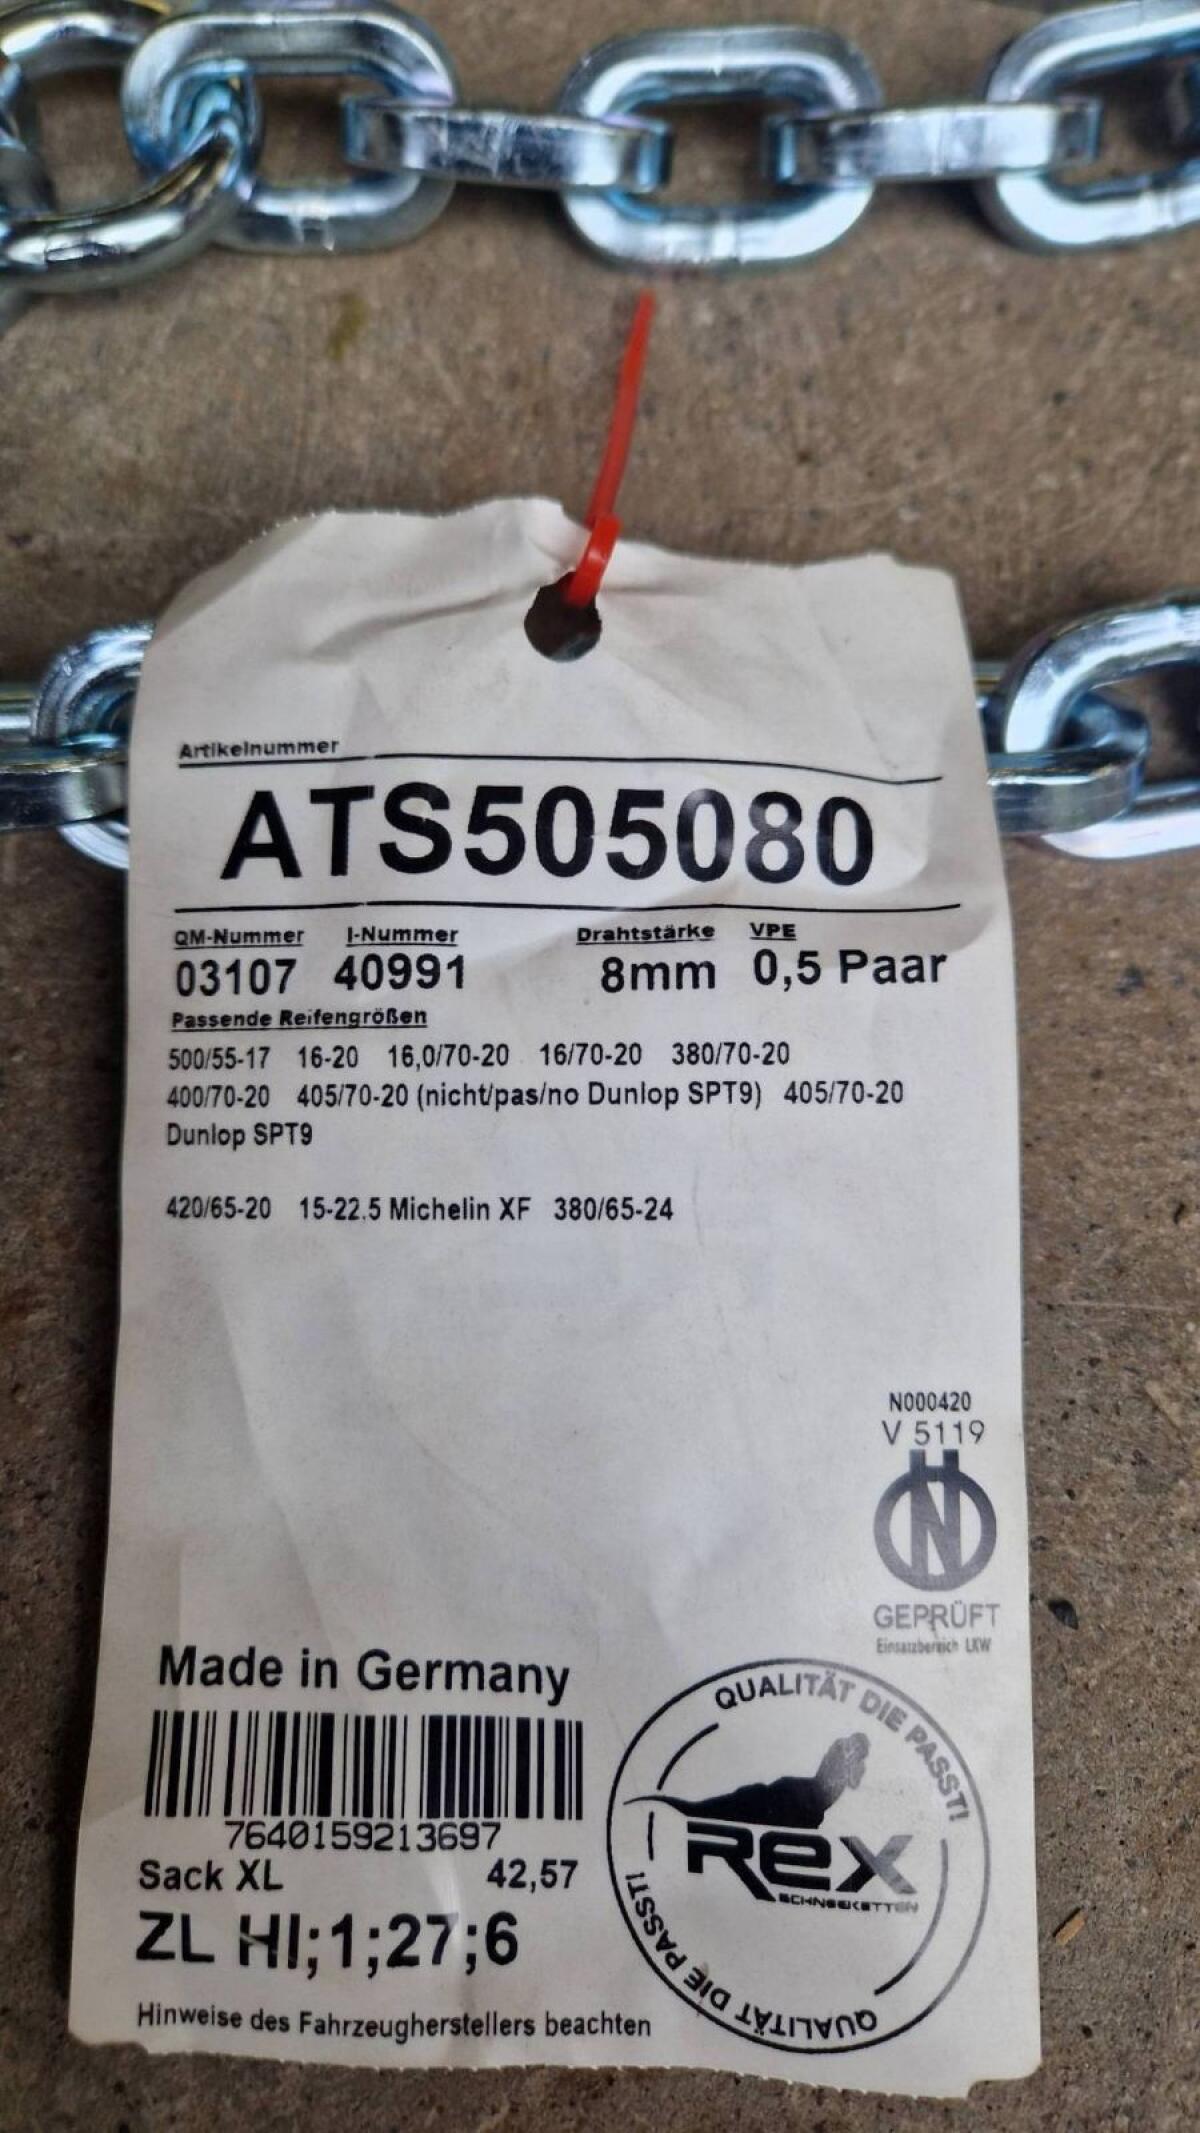 Artikelnummer
ATS505080
QM-Nummer I-Nummer Drahtstärke VPE
03107 40991 8mm 0,5 Paar
Passende Reifengrößen
500/55-17 16-20 16,0/70-20 16/70-20 380/70-20
400/70-20 405/70-20 (nicht/pas/no Dunlop SPT9) 405/70-20
Dunlop SPT9
420/65-20 15-22.5 Michelin XF 380/65-24
N000420
V 5119
N
GEPRÜFT
Einsatzbereich LKW
Made in Germany
7640159213697
Sack XL 42,57
ZL HI;1;27;6
Hinweise des Fahrzeugherstellers beachten
QUALITÄT DIE PASST!
Rex
SCHNEEKETTEN
QUALITÄT DIE PASST!